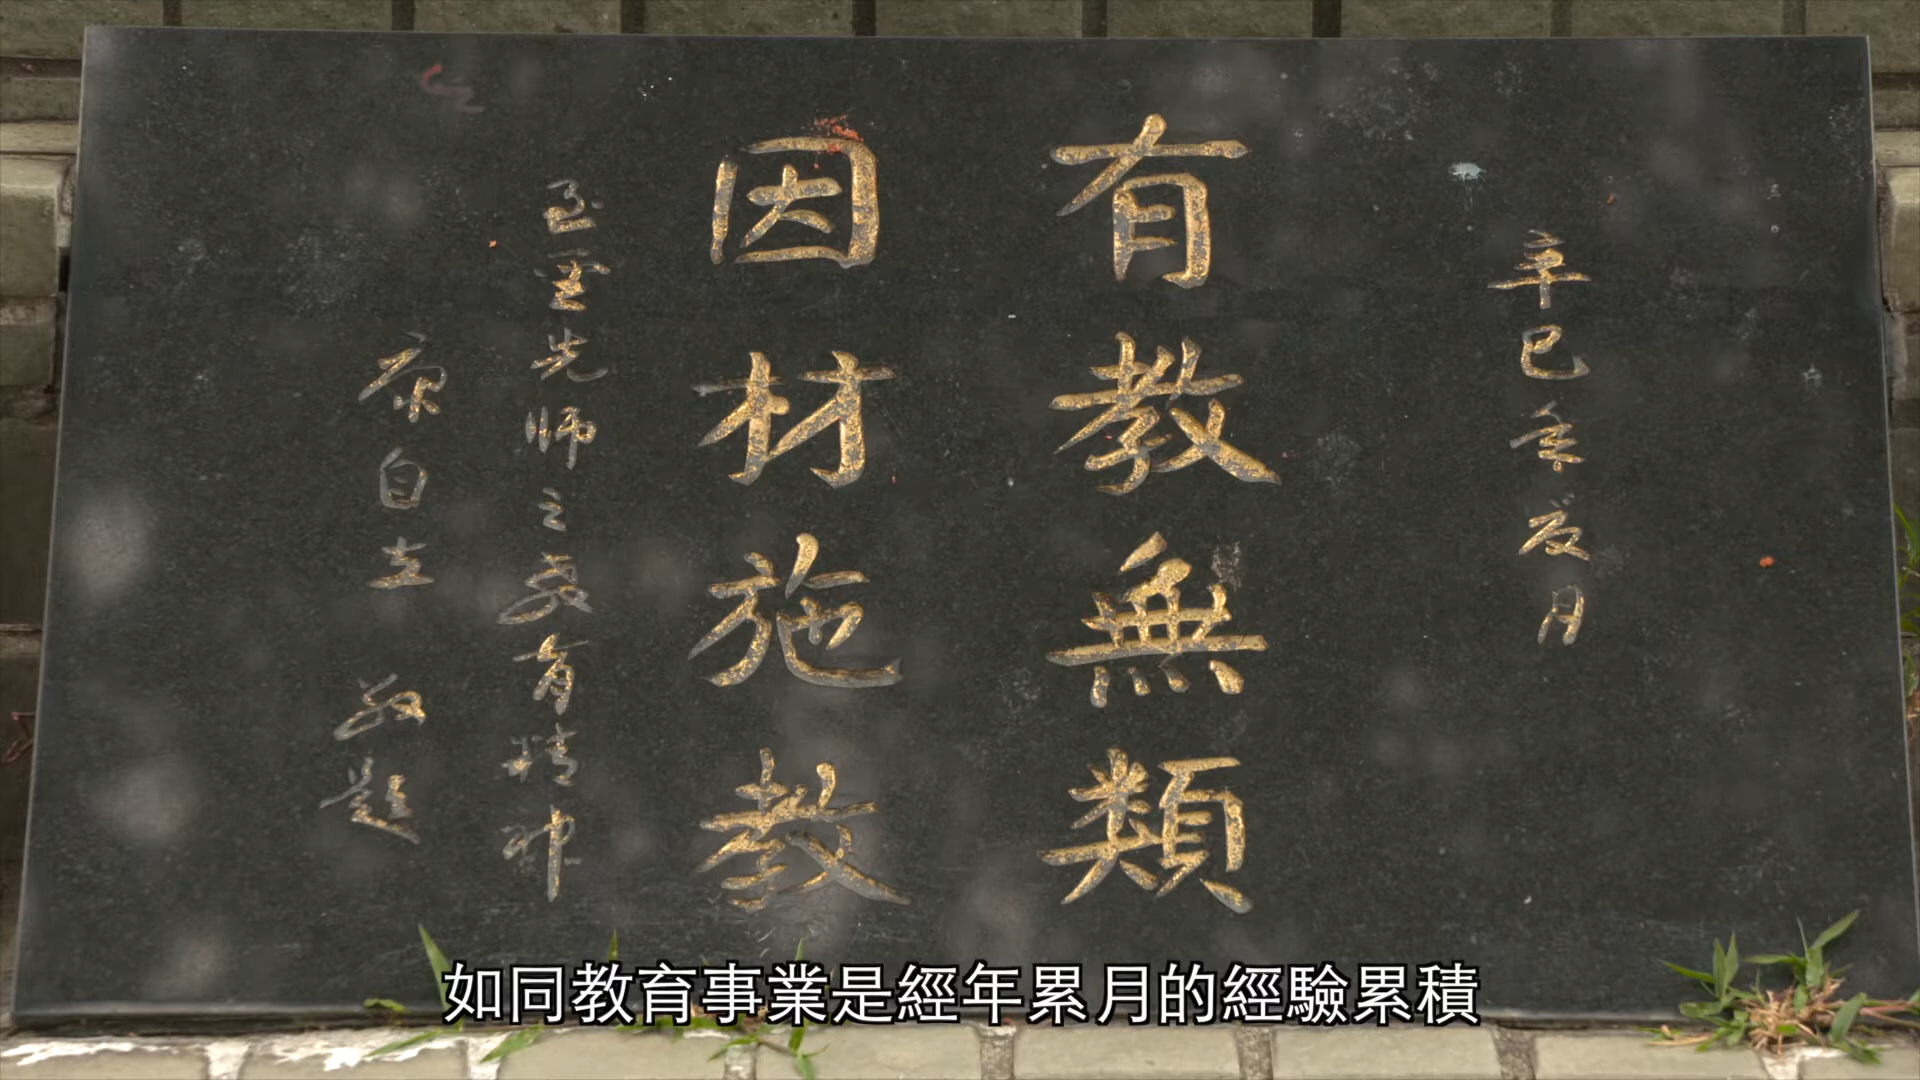 辛巳年夏月
有教無類
因材施教
至聖先師之教育精神
康自立 敬題
如同教育事業是經年累月的經驗累積